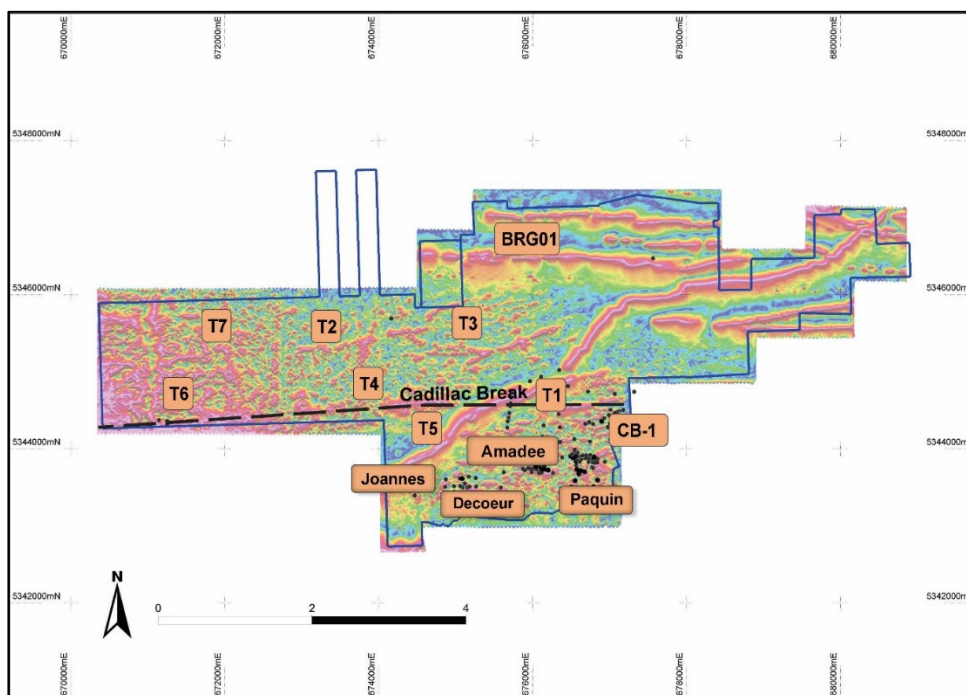 670000mE
672000mE
674000mE
676000mE
678000mE
680000mE
5348000mN
5348000mN
BRG01
5346000mN
5346000mN
T7
T2
T3
T4
T6
Cadillac Break
T1
T5
CB-1
5344000mN
5344000mN
Amadee
Joannes
Decoeur
Paquin
N
5342000mN
5342000mN
0
2
4
670000mE
672000mE
674000mE
676000mE
678000mE
680000mE